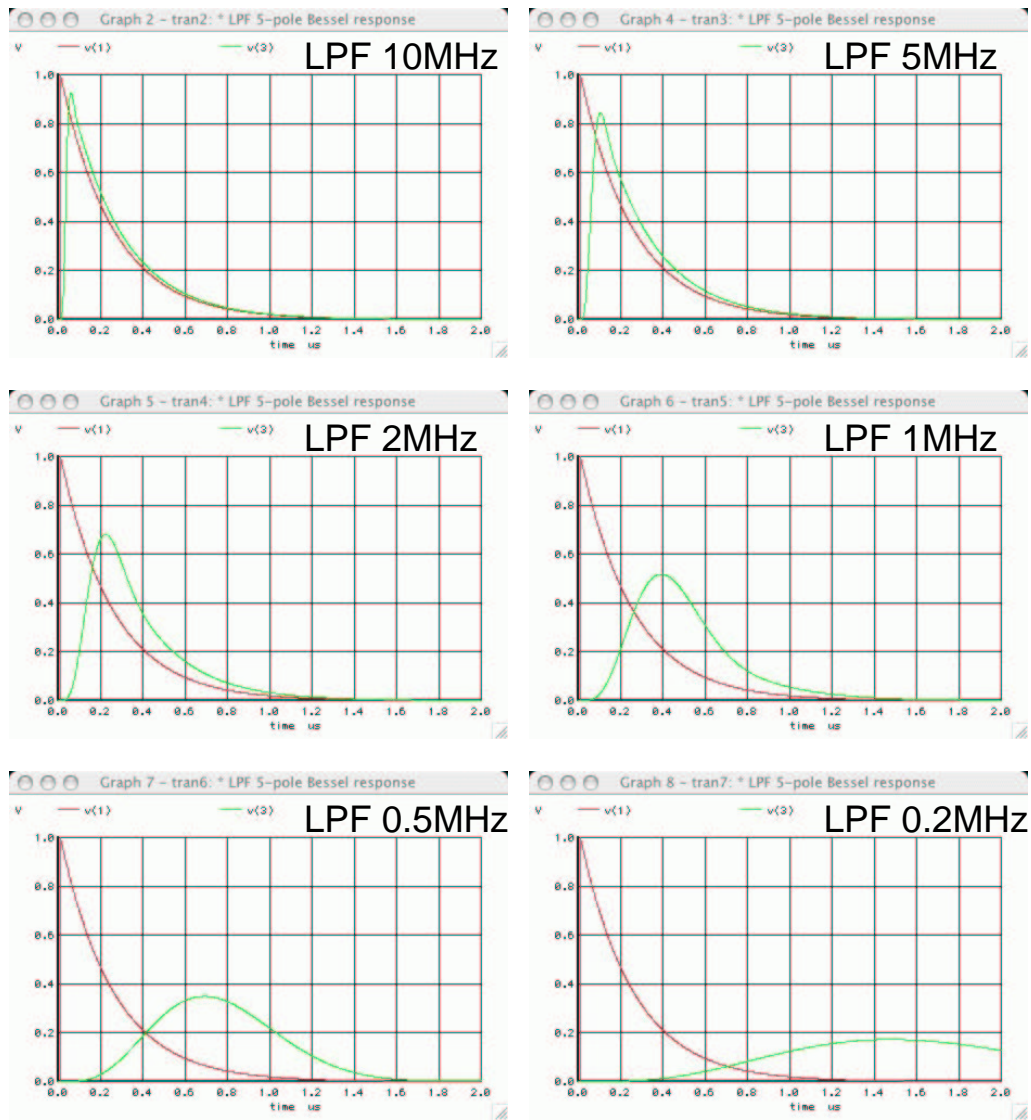 Graph 2 - tran2: * LPF 5-pole Bessel response
V v(1) v(3) LPF 10MHz
1.0
0.8
0.6
0.4
0.2
0.0
0.0 0.2 0.4 0.6 0.8 1.0 1.2 1.4 1.6 1.8 2.0
time us
Graph 4 - tran3: * LPF 5-pole Bessel response
V v(1) v(3) LPF 5MHz
1.0
0.8
0.6
0.4
0.2
0.0
0.0 0.2 0.4 0.6 0.8 1.0 1.2 1.4 1.6 1.8 2.0
time us
Graph 5 - tran4: * LPF 5-pole Bessel response
V v(1) v(3) LPF 2MHz
1.0
0.8
0.6
0.4
0.2
0.0
0.0 0.2 0.4 0.6 0.8 1.0 1.2 1.4 1.6 1.8 2.0
time us
Graph 6 - tran5: * LPF 5-pole Bessel response
V v(1) v(3) LPF 1MHz
1.0
0.8
0.6
0.4
0.2
0.0
0.0 0.2 0.4 0.6 0.8 1.0 1.2 1.4 1.6 1.8 2.0
time us
Graph 7 - tran6: * LPF 5-pole Bessel response
V v(1) v(3) LPF 0.5MHz
1.0
0.8
0.6
0.4
0.2
0.0
0.0 0.2 0.4 0.6 0.8 1.0 1.2 1.4 1.6 1.8 2.0
time us
Graph 8 - tran7: * LPF 5-pole Bessel response
V v(1) v(3) LPF 0.2MHz
1.0
0.8
0.6
0.4
0.2
0.0
0.0 0.2 0.4 0.6 0.8 1.0 1.2 1.4 1.6 1.8 2.0
time us